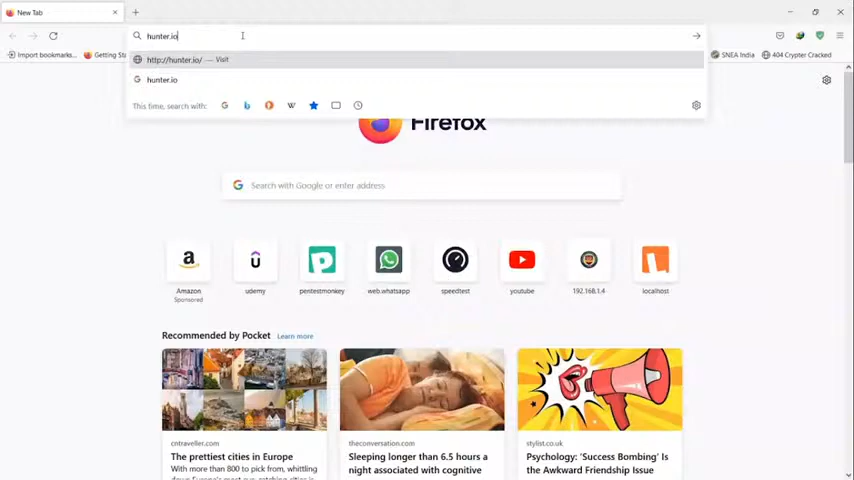 New Tab
hunter.io
Import bookmarks...
Getting Sta
SNEA India
404 Crypter Cracked
http://hunter.io/ — Visit
hunter.io
This time, search with:
Firefox
Search with Google or enter address
Amazon
Sponsored
udemy
pentestmonkey
web.whatsapp
speedtest
youtube
192.168.1.4
localhost
Recommended by Pocket
Learn more
cntraveller.com
The prettiest cities in Europe
With more than 800 to pick from, whittling
theconversation.com
Sleeping longer than 6.5 hours a
night associated with cognitive
stylist.co.uk
Psychology: ‘Success Bombing’ Is
the Awkward Friendship Issue